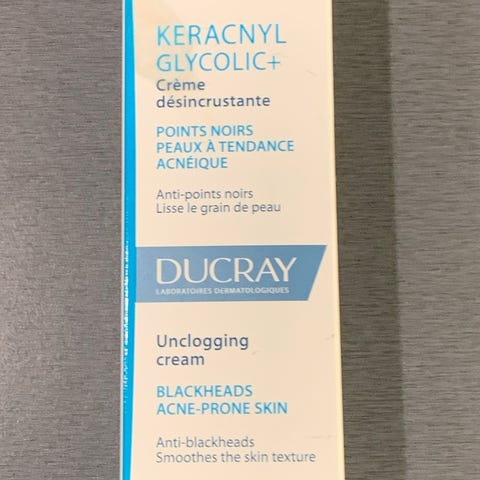 KERACNYL
GLYCOLIC+
Crème
désincrustante
POINTS NOIRS
PEAUX À TENDANCE
ACNÉIQUE
Anti-points noirs
Lisse le grain de peau
DUCRAY
LABORATOIRES DERMATOLOGIQUES
Unclogging
cream
BLACKHEADS
ACNE-PRONE SKIN
Anti-blackheads
Smoothes the skin texture